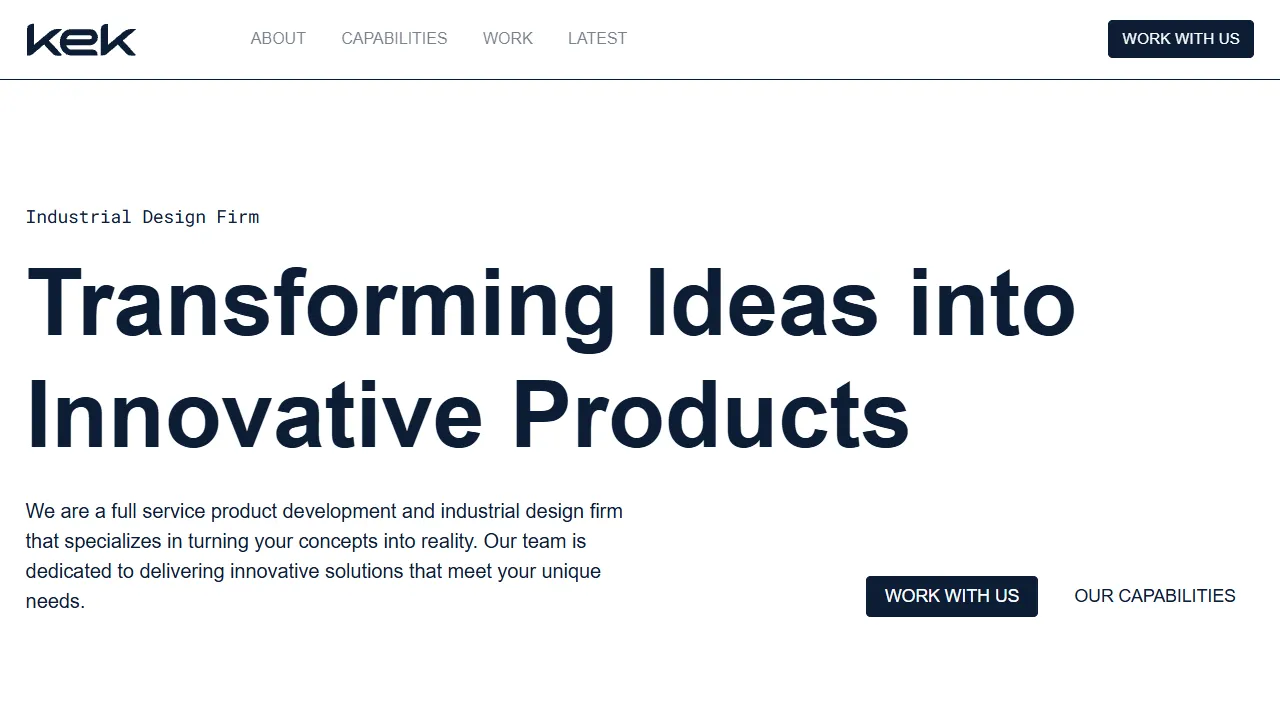 kek
ABOUT
CAPABILITIES
WORK
LATEST
WORK WITH US
Industrial Design Firm
Transforming Ideas into
Innovative Products
We are a full service product development and industrial design firm
that specializes in turning your concepts into reality. Our team is
dedicated to delivering innovative solutions that meet your unique
needs.
WORK WITH US
OUR CAPABILITIES